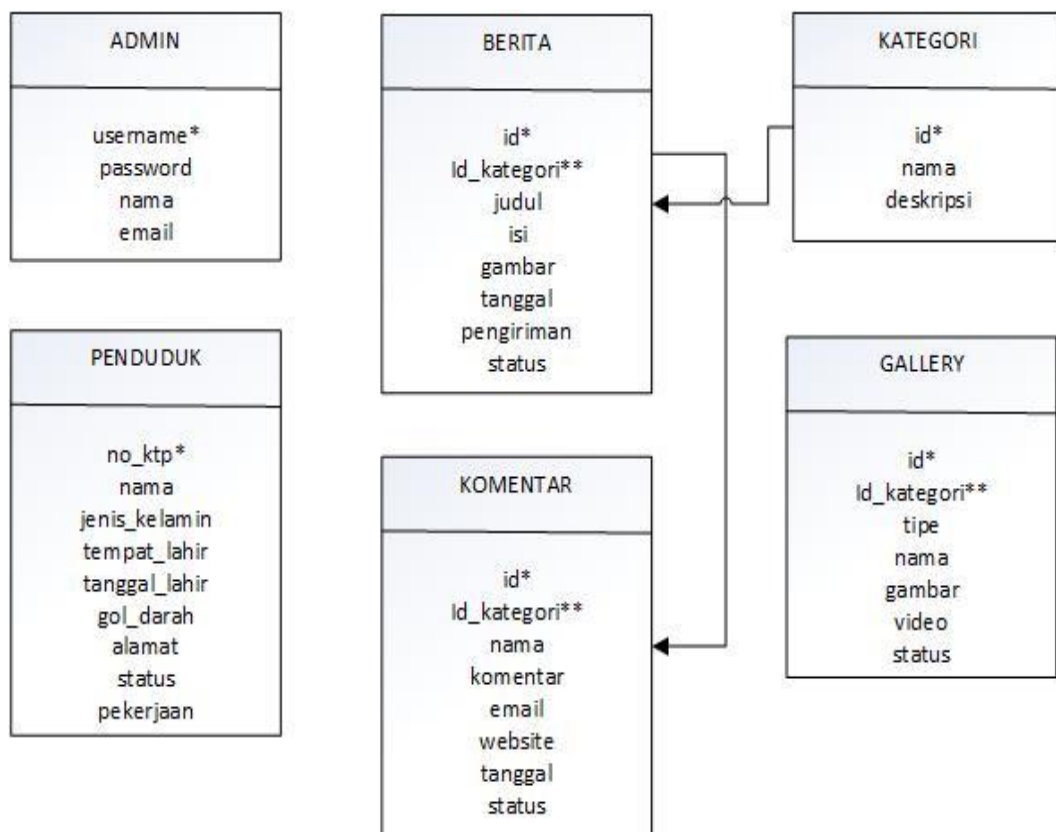 ADMIN
username*
password
nama
email
BERITA
id*
Id_kategori**
judul
isi
gambar
tanggal
pengiriman
status
KATEGORI
id*
nama
deskripsi
PENDUDUK
no_ktp*
nama
jenis_kelamin
tempat_lahir
tanggal_lahir
gol_darah
alamat
status
pekerjaan
KOMENTAR
id*
Id_kategori**
nama
komentar
email
website
tanggal
status
GALLERY
id*
Id_kategori**
tipe
nama
gambar
video
status